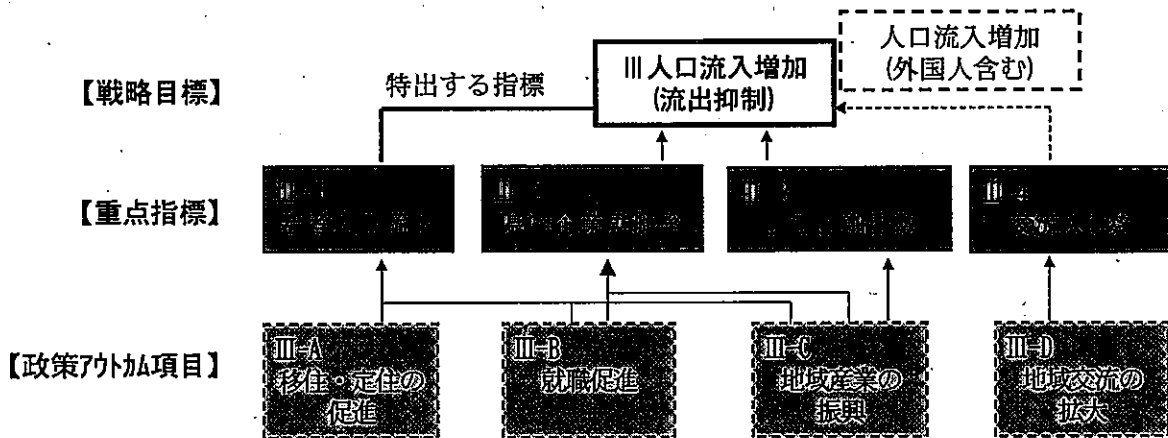 人口流入増加
(外国人含む)
【戦略目標】
特出する指標
Ⅲ人口流入増加
(流出抑制)
【重点指標】
Ⅲ
【政策アウトカム項目】
Ⅲ-A
移住・定住の
促進
Ⅲ-B
就職促進
Ⅲ-C
地域産業の
振興
Ⅲ-D
地域交流の
拡大